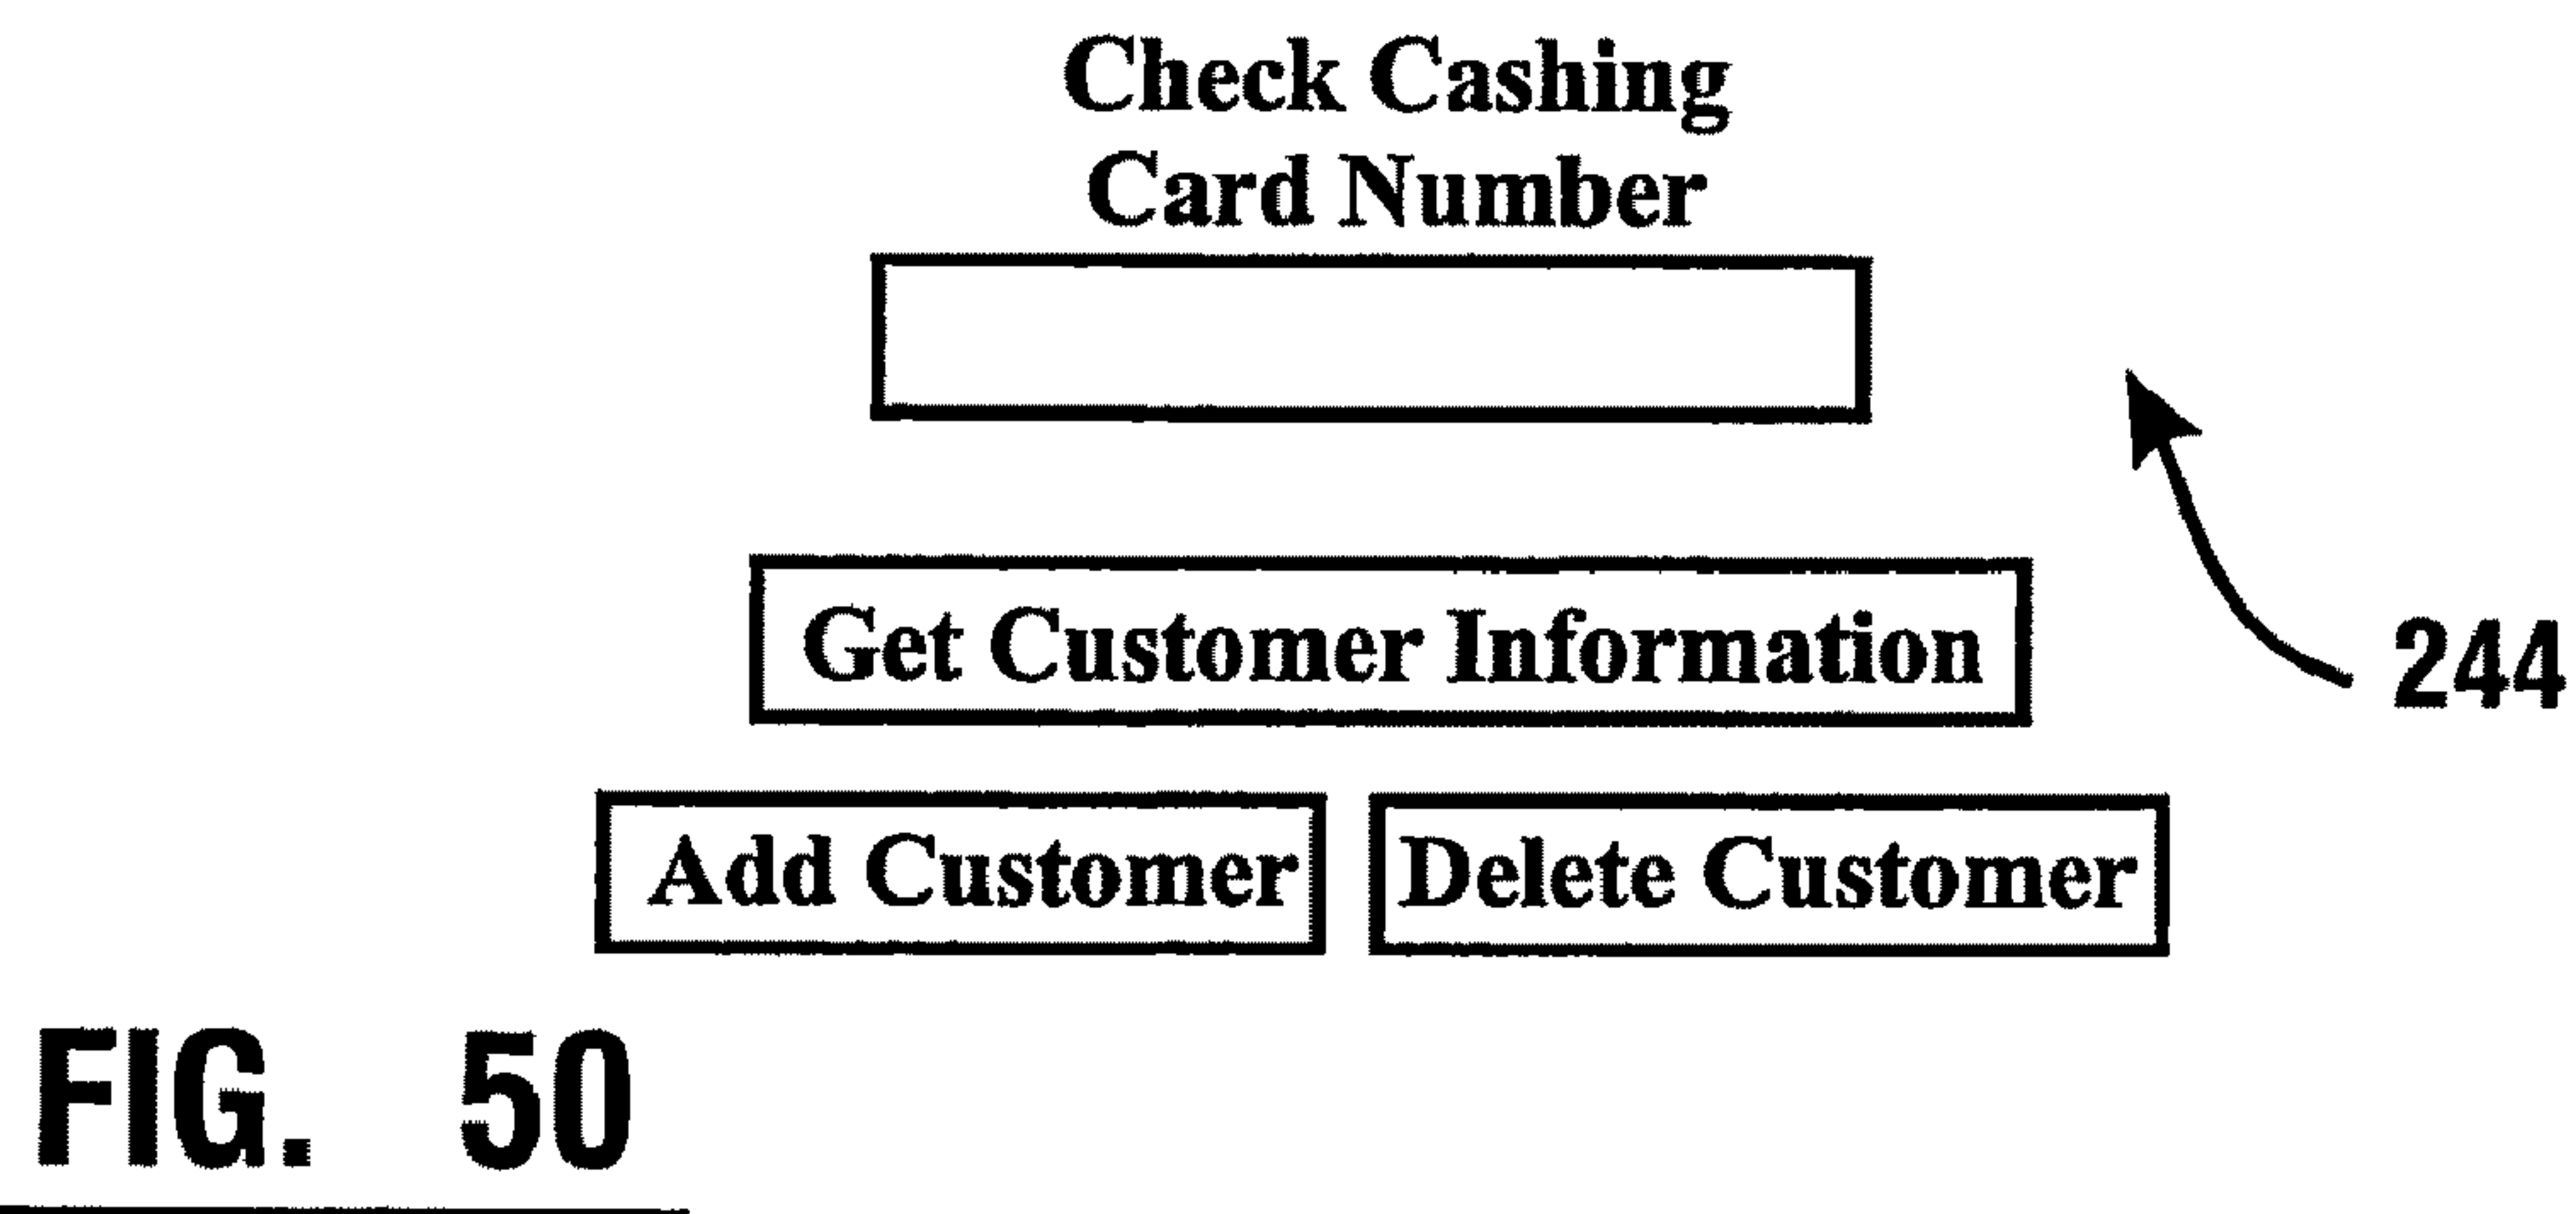 Check Cashing
Card Number
Get Customer Information
244
Add Customer Delete Customer
FIG. 50